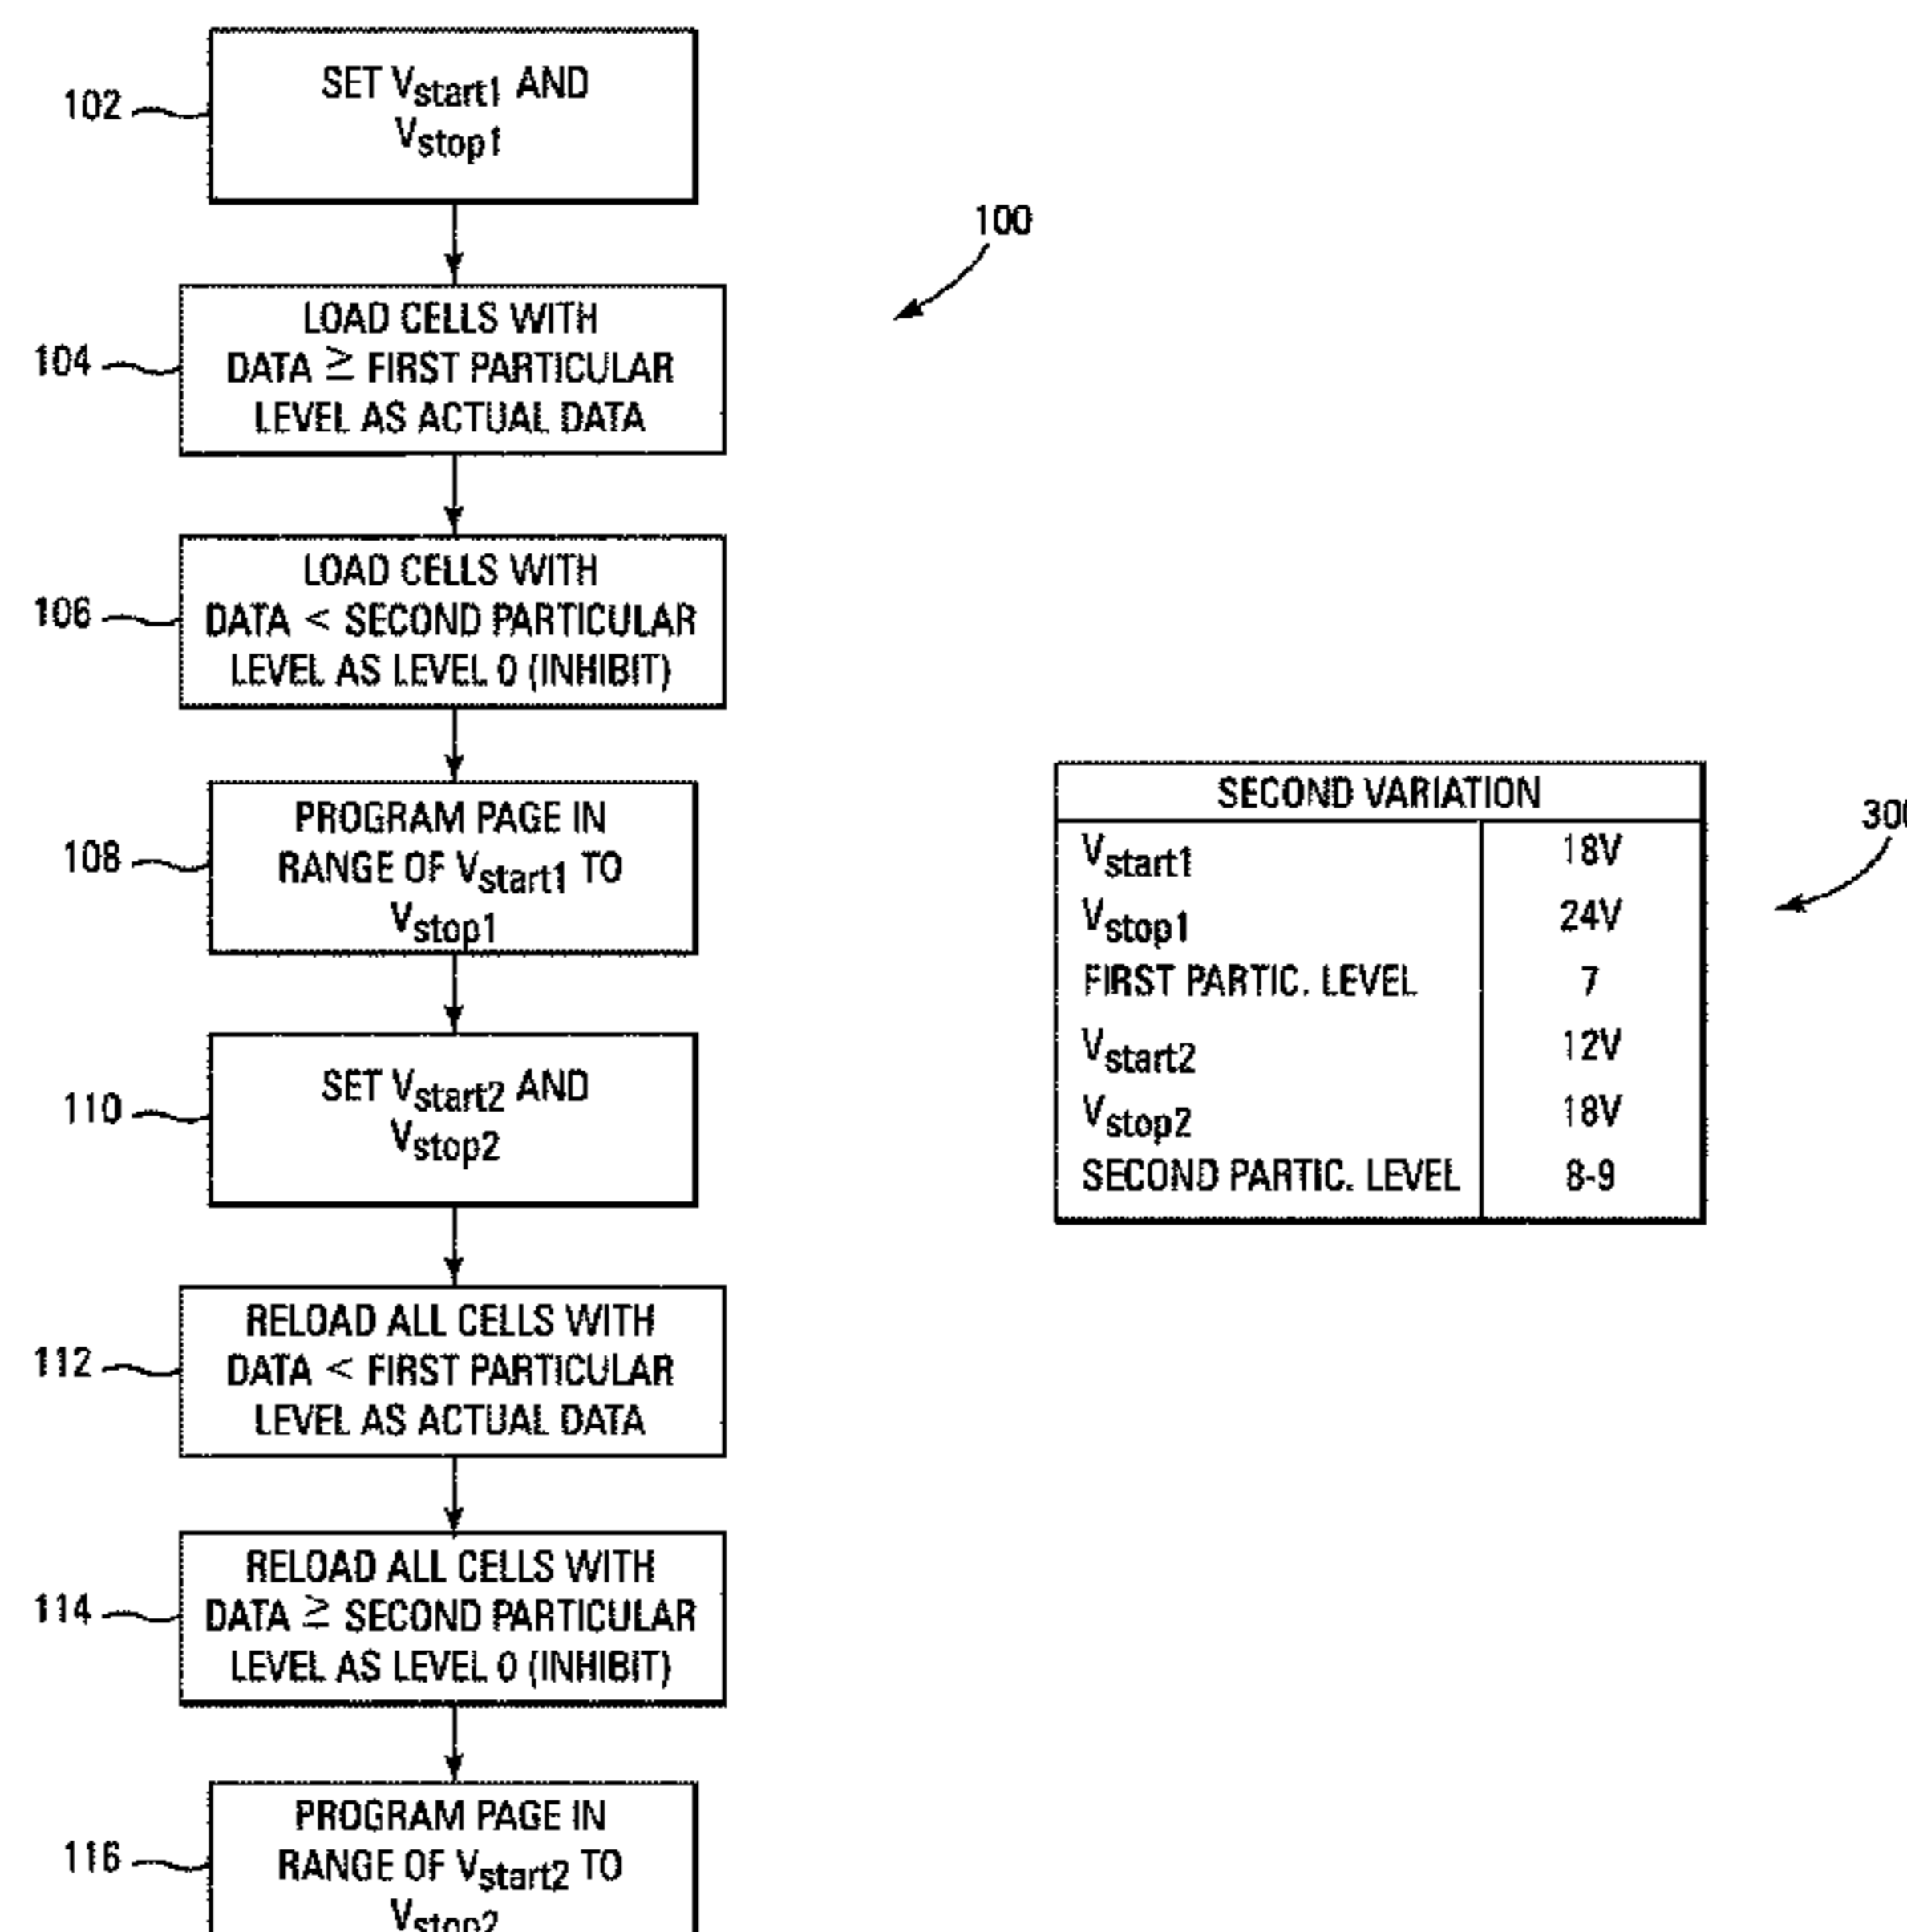 102
SET Vstart1 AND
Vstop1
100
104
LOAD CELLS WITH
DATA ≥ FIRST PARTICULAR
LEVEL AS ACTUAL DATA
106
LOAD CELLS WITH
DATA < SECOND PARTICULAR
LEVEL AS LEVEL 0 (INHIBIT)
108
PROGRAM PAGE IN
RANGE OF Vstart1 TO
Vstop1
110
SET Vstart2 AND
Vstop2
112
RELOAD ALL CELLS WITH
DATA < FIRST PARTICULAR
LEVEL AS ACTUAL DATA
114
RELOAD ALL CELLS WITH
DATA ≥ SECOND PARTICULAR
LEVEL AS LEVEL 0 (INHIBIT)
116
PROGRAM PAGE IN
RANGE OF Vstart2 TO
Vstop2
SECOND VARIATION
300
Vstart1 18V
Vstop1 24V
FIRST PARTIC. LEVEL 7
Vstart2 12V
Vstop2 18V
SECOND PARTIC. LEVEL 8-9